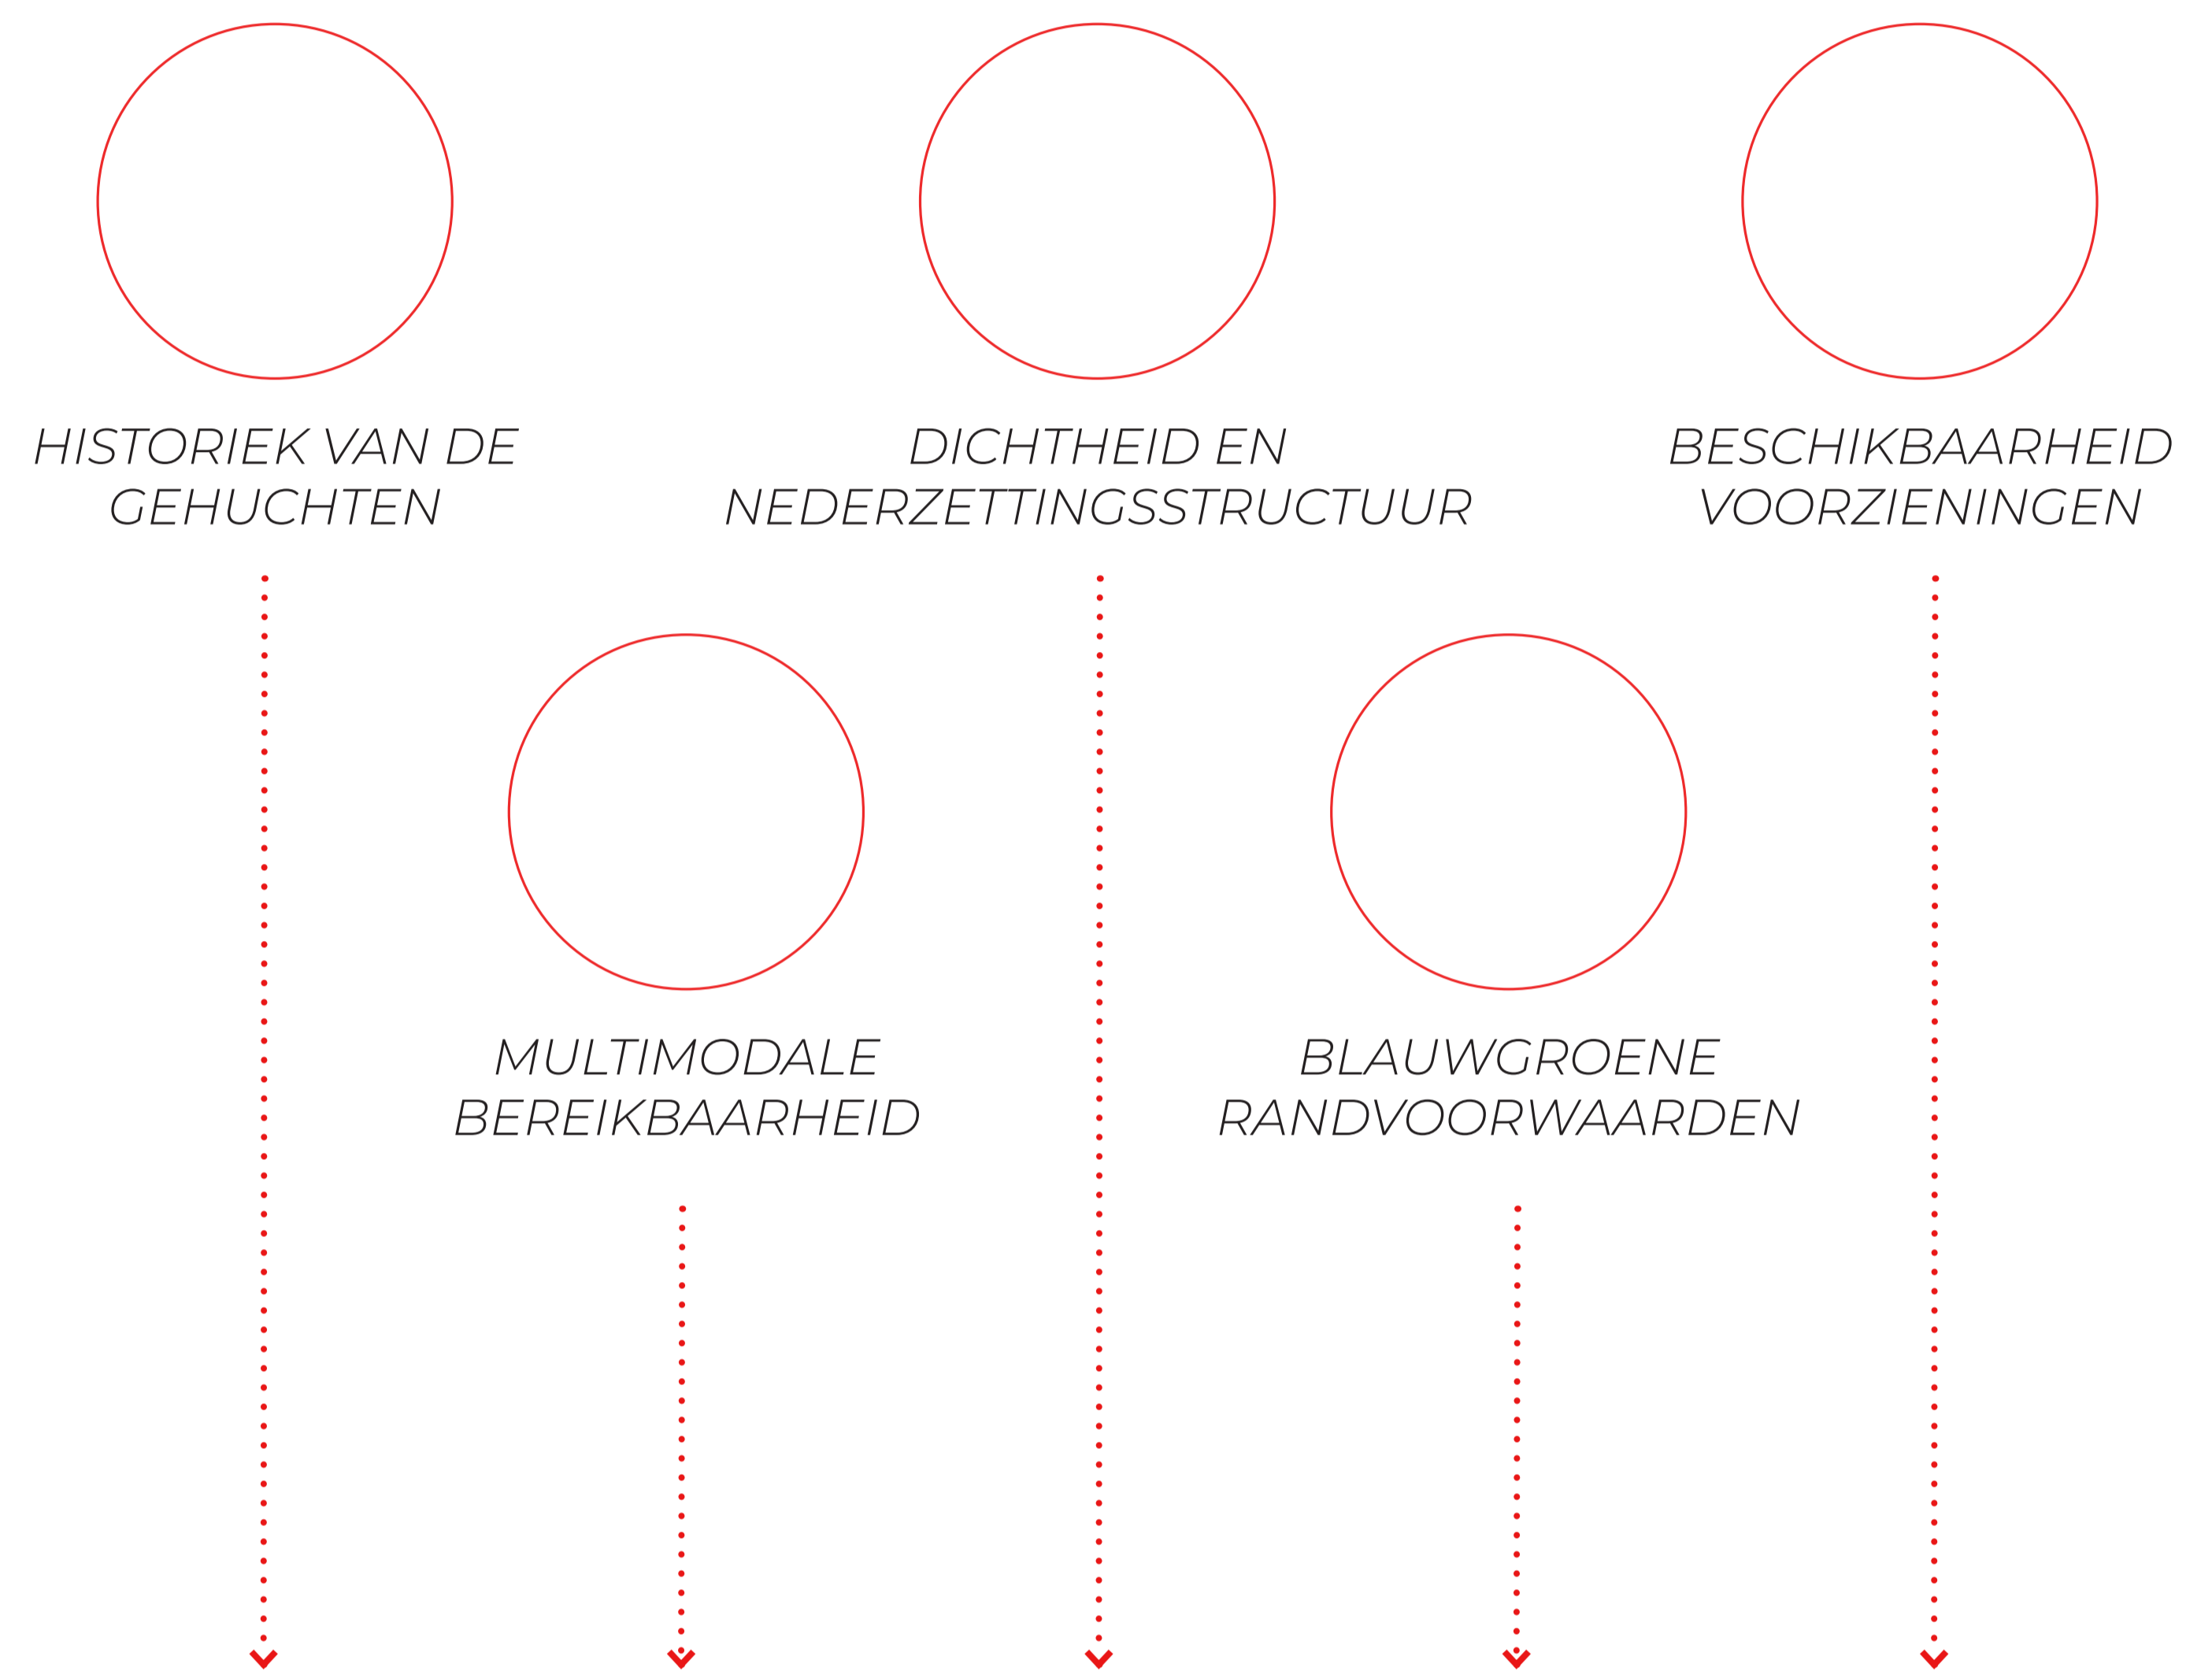 HISTORIEK VAN DE
GEHUCHTEN
DICHTHEID EN
NEDERZETTINGSSTRUCTUUR
BESCHIKBAARHEID
VOORZIENINGEN
MULTIMODALE
BEREIKBAARHEID
BLAUWGROENE
RANDVOORWAARDEN